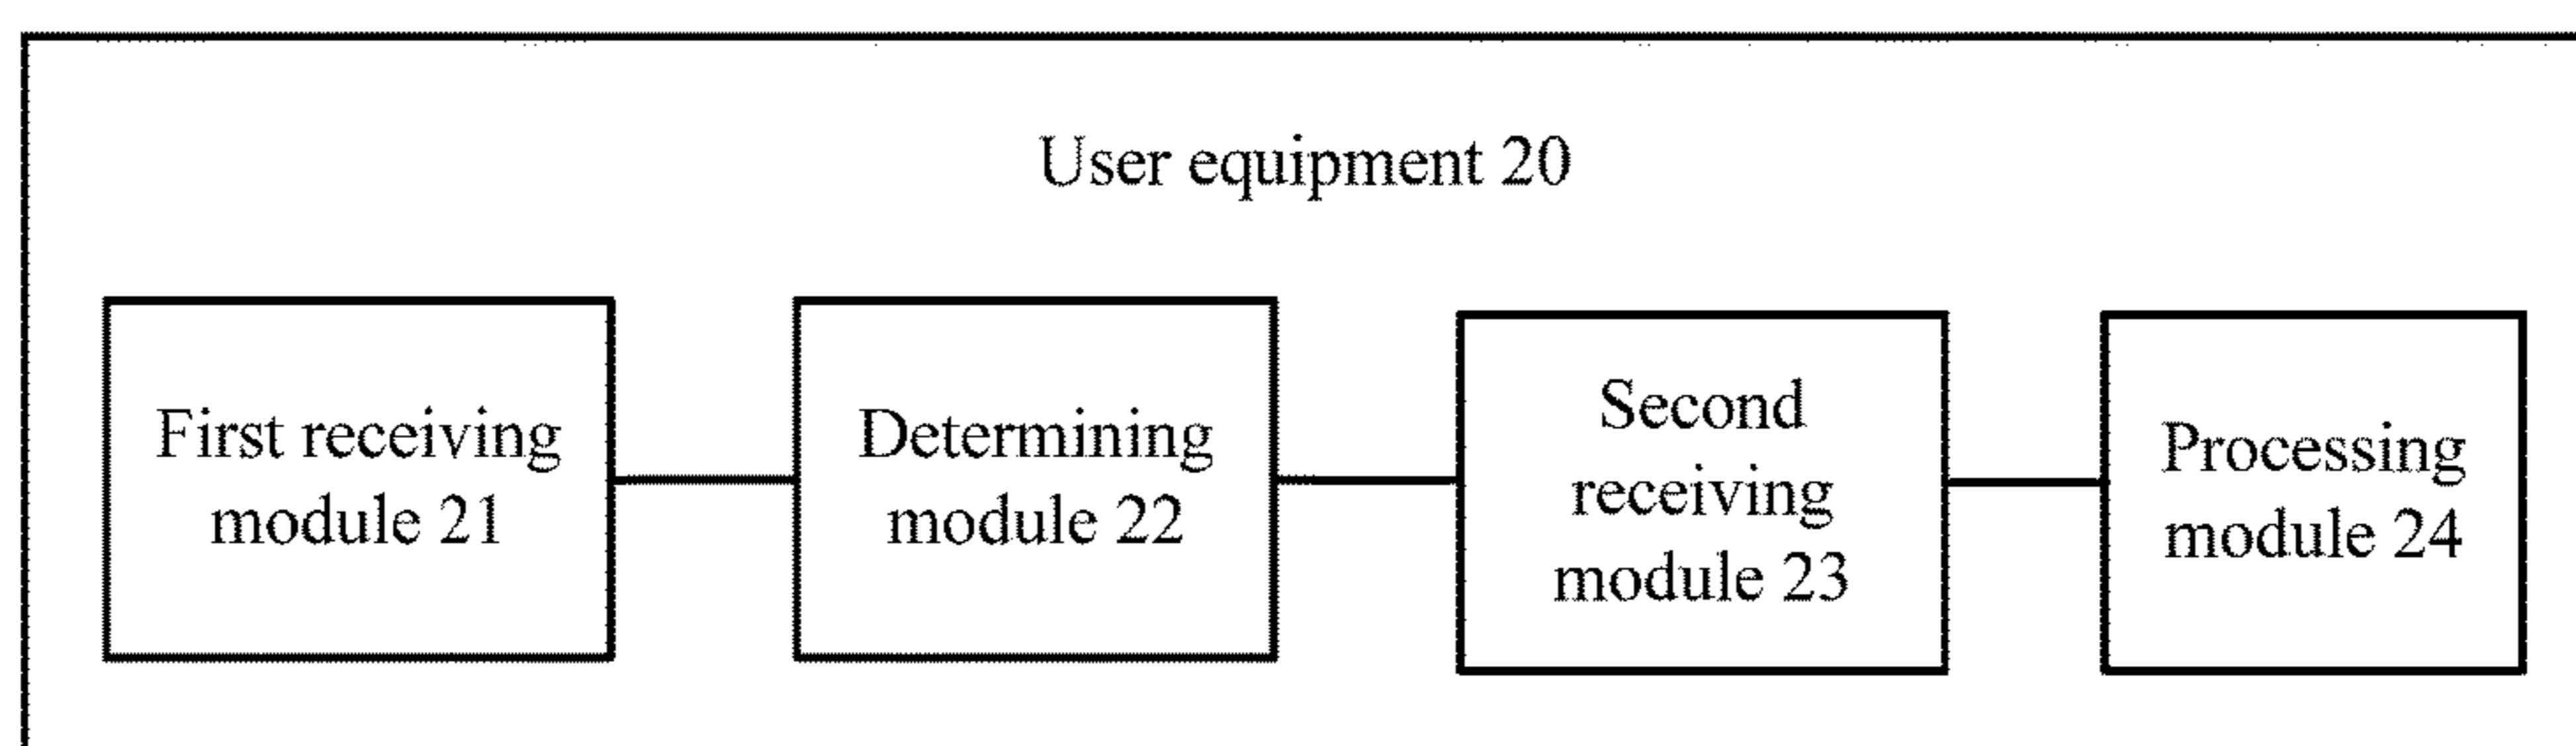 User equipment 20
First receiving
module 21
Determining
module 22
Second
receiving
module 23
Processing
module 24